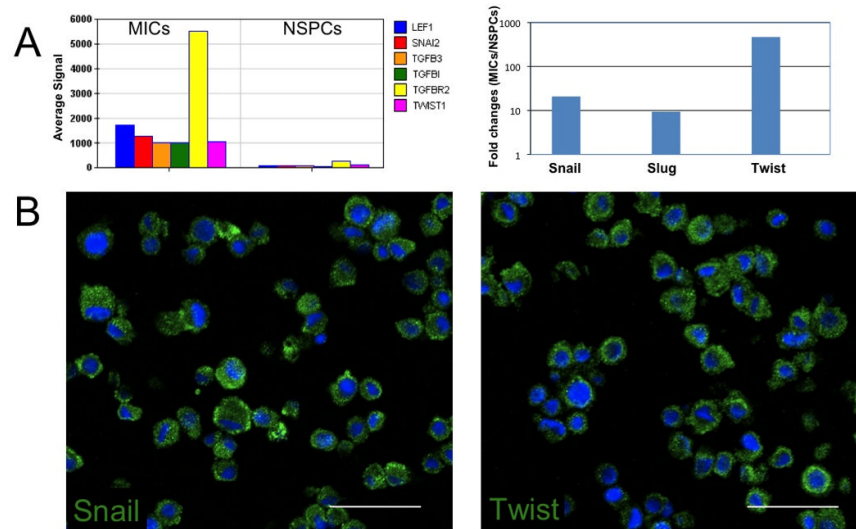 A
MICs
NSPCs
Average Signal
6000
5000
4000
3000
2000
1000
0
LEF1
SNAI2
TGFB3
TGFBI
TGFBR2
TWIST1
Fold changes (MICs/NSPCs)
1000
100
10
1
Snail
Slug
Twist
B
Snail
Twist